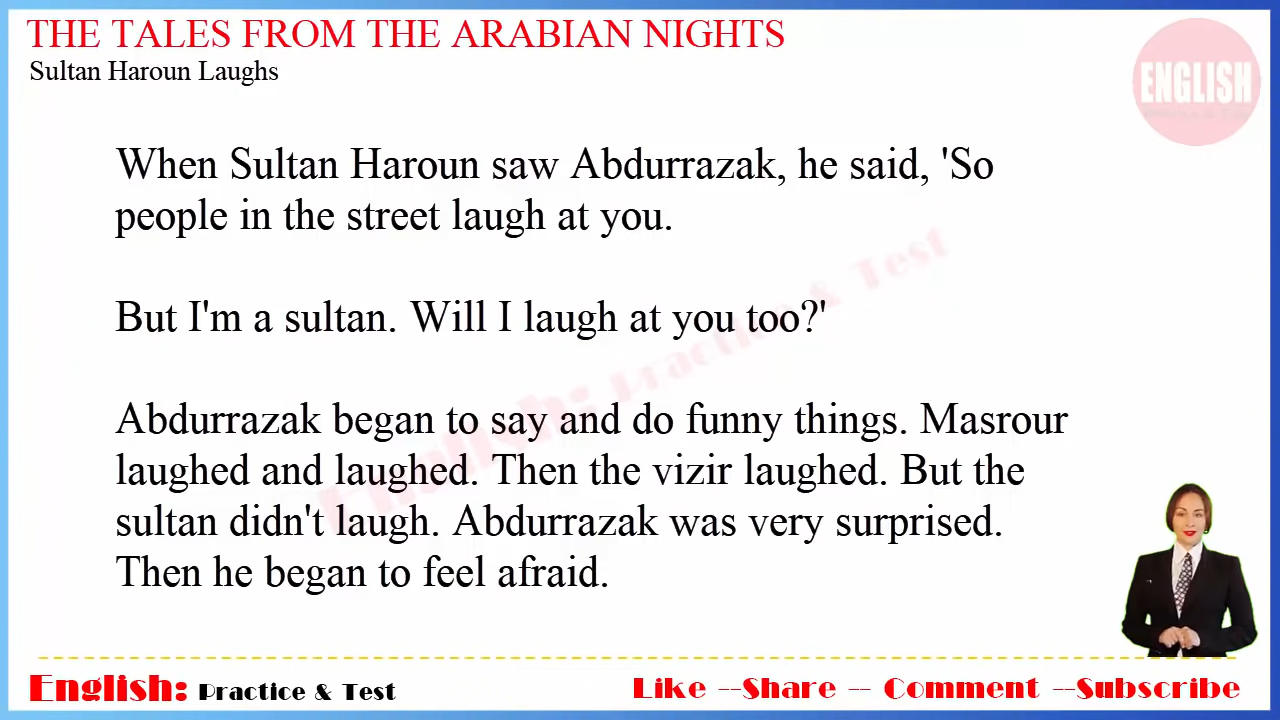 THE TALES FROM THE ARABIAN NIGHTS
Sultan Haroun Laughs
ENGLISH
When Sultan Haroun saw Abdurrazak, he said, 'So
people in the street laugh at you.
But I'm a sultan. Will I laugh at you too?'
Abdurrazak began to say and do funny things. Masrour
laughed and laughed. Then the vizir laughed. But the
sultan didn't laugh. Abdurrazak was very surprised.
Then he began to feel afraid.
English: Practice & Test
English: Practice & Test
Like --Share -- Comment --Subscribe